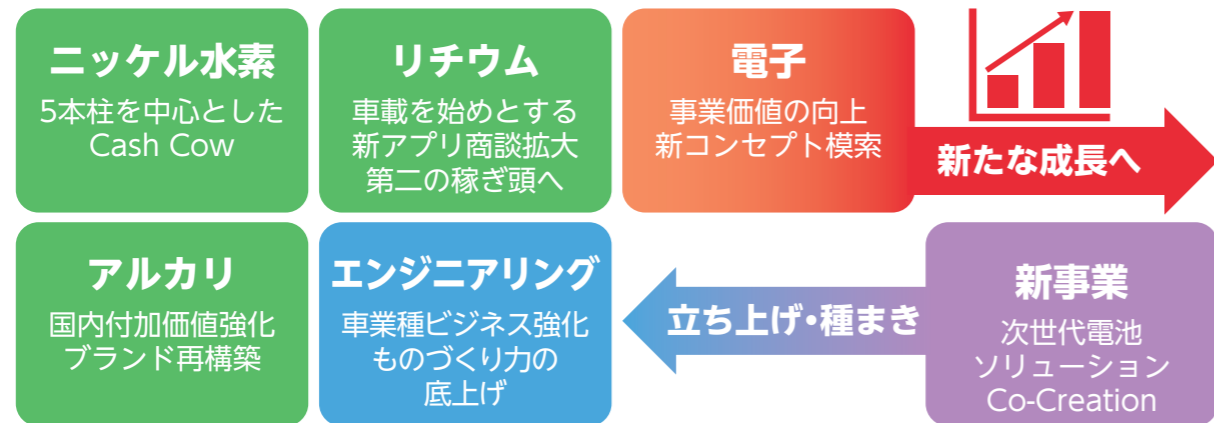 ニッケル水素
5本柱を中心とした
Cash Cow
リチウム
車載を始めとする
新アプリ商談拡大
第二の稼ぎ頭へ
電子
事業価値の向上
新コンセプト模索
新たな成長へ
アルカリ
国内付加価値強化
ブランド再構築
エンジニアリング
車業種ビジネス強化
ものづくり力の
底上げ
立ち上げ・種まき
新事業
次世代電池
ソリューション
Co-Creation